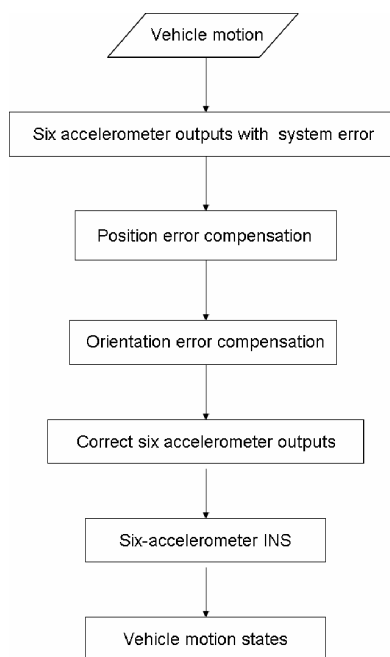 Vehicle motion
Six accelerometer outputs with system error
Position error compensation
Orientation error compensation
Correct six accelerometer outputs
Six-accelerometer INS
Vehicle motion states